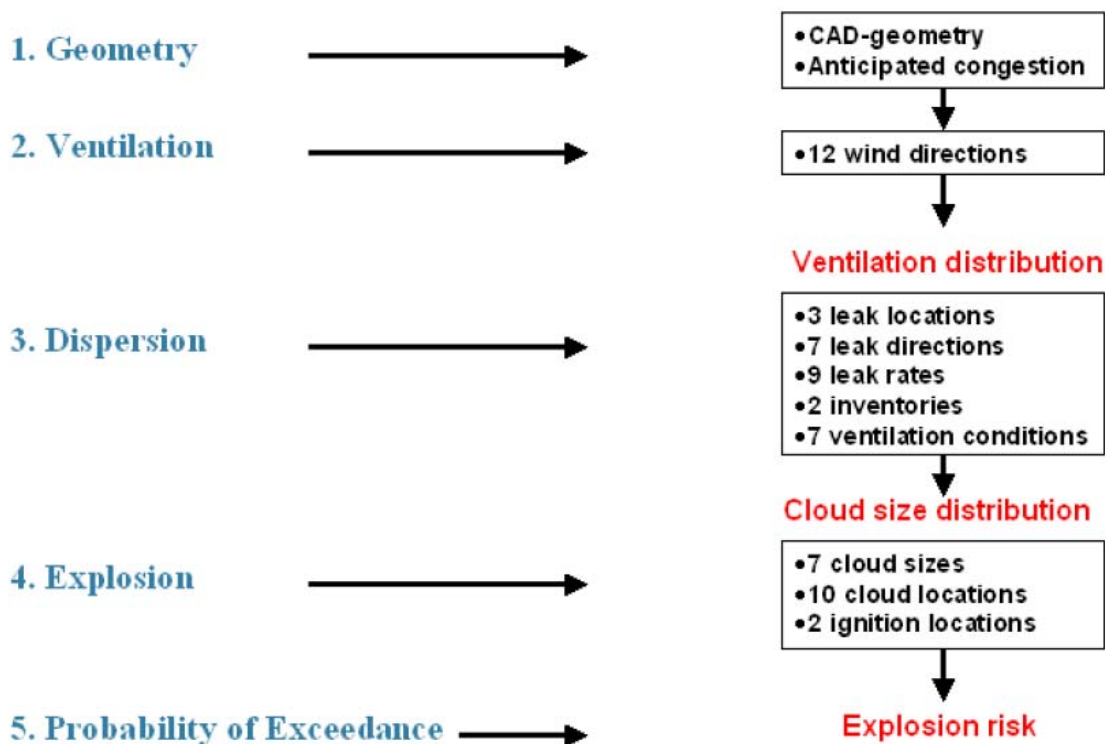 1. Geometry
•CAD-geometry
•Anticipated congestion
2. Ventilation
•12 wind directions
Ventilation distribution
3. Dispersion
•3 leak locations
•7 leak directions
•9 leak rates
•2 inventories
•7 ventilation conditions
Cloud size distribution
4. Explosion
•7 cloud sizes
•10 cloud locations
•2 ignition locations
5. Probability of Exceedance
Explosion risk